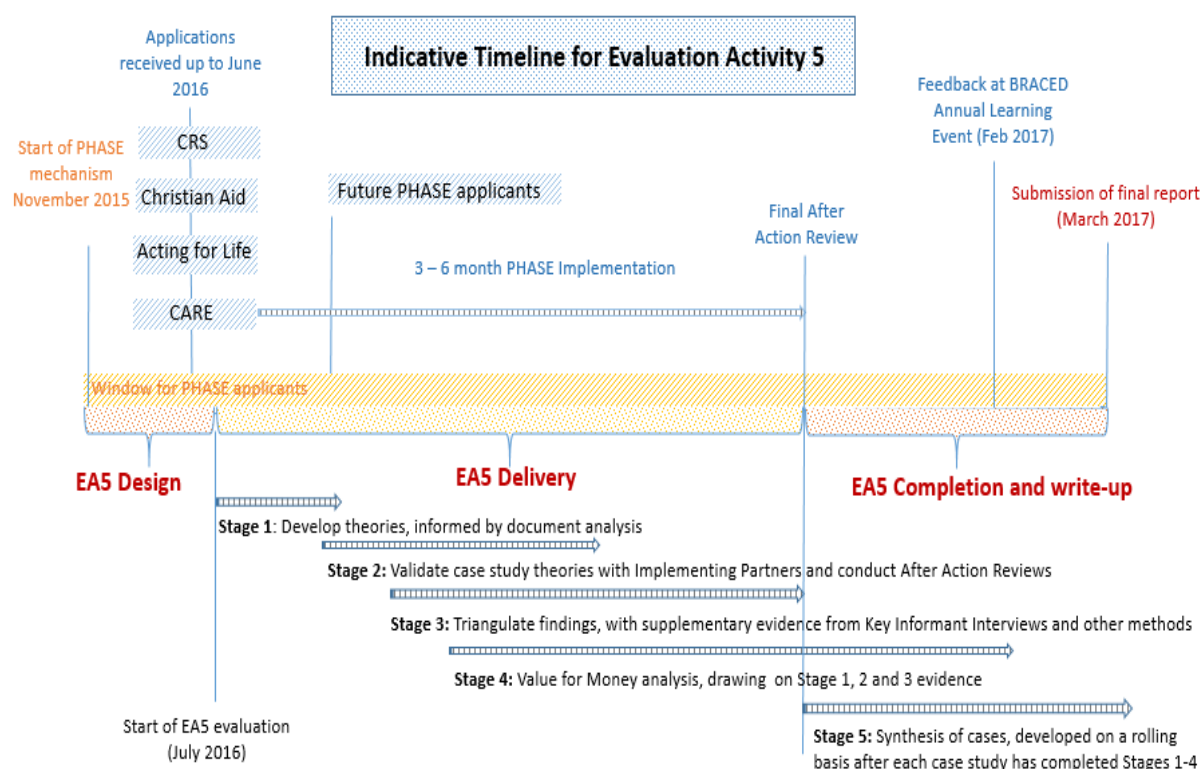 Indicative Timeline for Evaluation Activity 5
Applications
received up to June
2016
Start of PHASE
mechanism
November 2015
CRS
Christian Aid
Acting for Life
CARE
Future PHASE applicants
3 – 6 month PHASE Implementation
Final After
Action Review
Feedback at BRACED
Annual Learning
Event (Feb 2017)
Submission of final report
(March 2017)
Window for PHASE applicants
EA5 Design
EA5 Delivery
EA5 Completion and write-up
Stage 1: Develop theories, informed by document analysis
Stage 2: Validate case study theories with Implementing Partners and conduct After Action Reviews
Stage 3: Triangulate findings, with supplementary evidence from Key Informant Interviews and other methods
Stage 4: Value for Money analysis, drawing on Stage 1, 2 and 3 evidence
Start of EA5 evaluation
(July 2016)
Stage 5: Synthesis of cases, developed on a rolling
basis after each case study has completed Stages 1-4